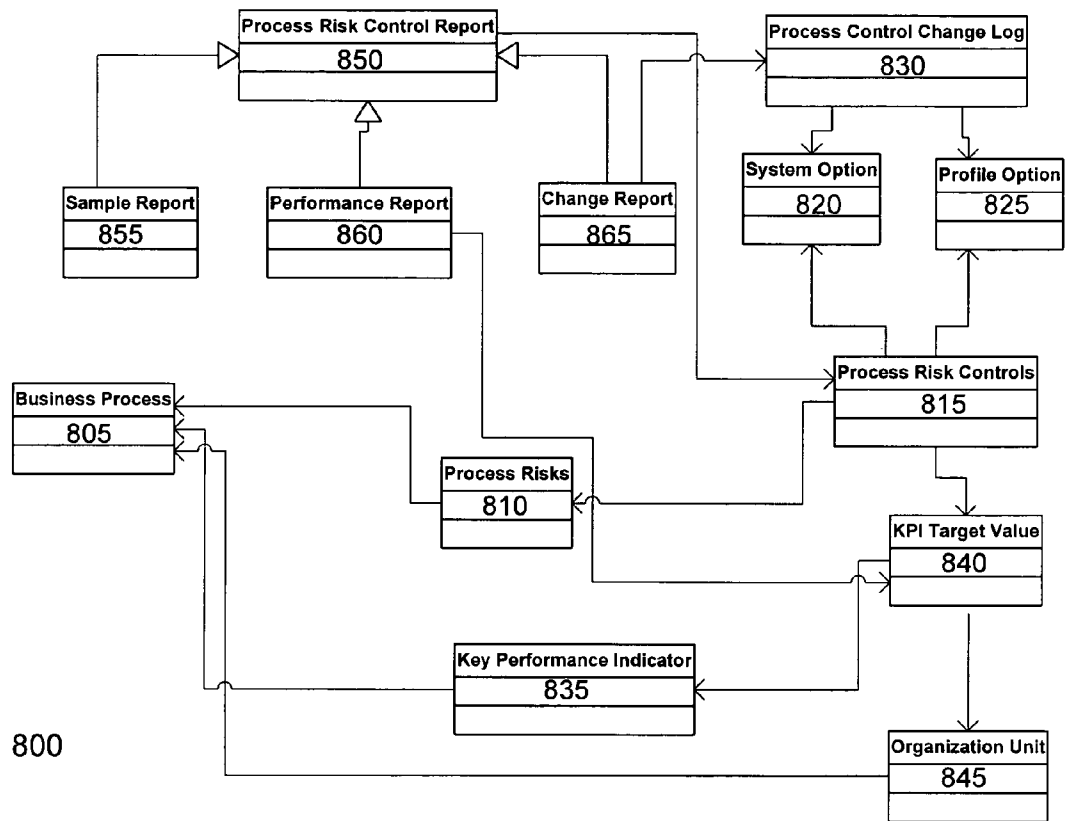 Process Risk Control Report
850
Process Control Change Log
830
System Option
820
Profile Option
825
Sample Report
855
Performance Report
860
Change Report
865
Process Risk Controls
815
Business Process
805
Process Risks
810
KPI Target Value
840
Key Performance Indicator
835
Organization Unit
845
800